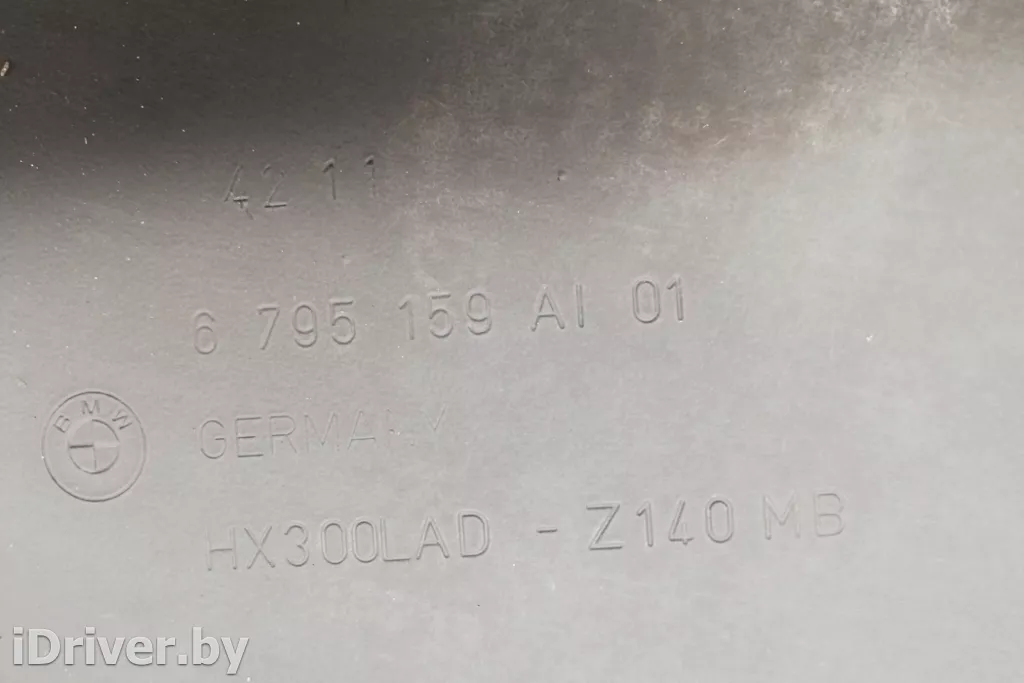 42 11
6 795 159 AI 01
BMW
GERMANY
HX300LAD - Z140 MB
iDriver.by